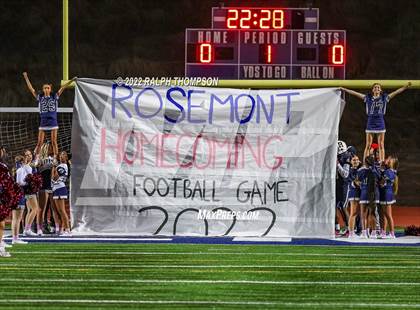 22:28
HOME PERIOD GUESTS
0 1 0
YDS TO GO BALL ON
©2022 RALPH THOMPSON
ROSEMONT
HOMECOMING
FOOTBALL GAME
2022
MAXPREPS.COM